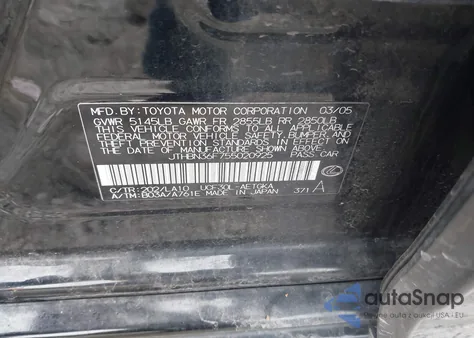 MFD. BY: TOYOTA MOTOR CORPORATION 03/05
GVWR 5145LB GAWR FR 2855LB RR 2850LB
THIS VEHICLE CONFORMS TO ALL APPLICABLE
FEDERAL MOTOR VEHICLE SAFETY, BUMPER, AND
THEFT PREVENTION STANDARDS IN EFFECT ON
THE DATE OF MANUFACTURE SHOWN ABOVE.
JTHBN36F755020925 PASS CAR
C/TR: 202/LA10 UCF30L-AETGKA 371 A
A/TM: B03A/A761E MADE IN JAPAN
autoSnap